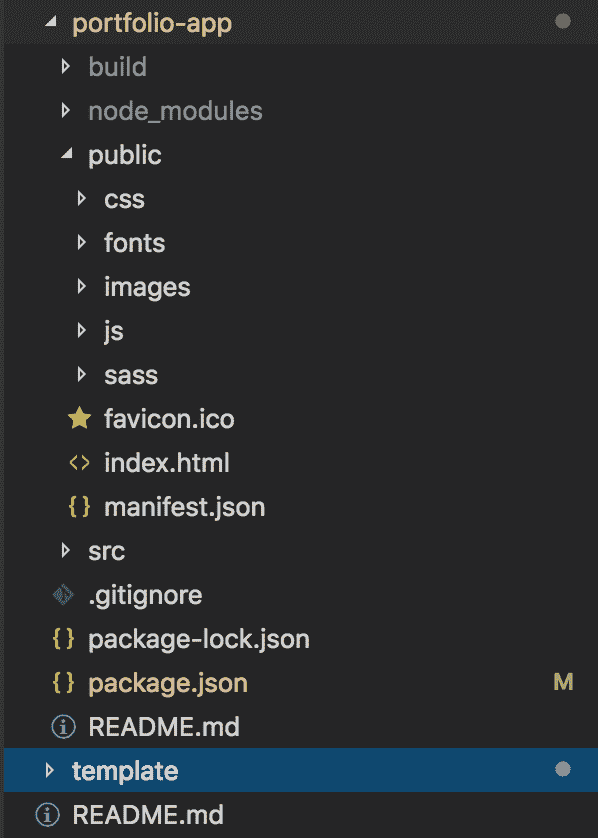 portfolio-app
build
node_modules
public
css
fonts
images
js
sass
favicon.ico
<> index.html
{} manifest.json
src
.gitignore
{} package-lock.json
{} package.json M
README.md
template
README.md